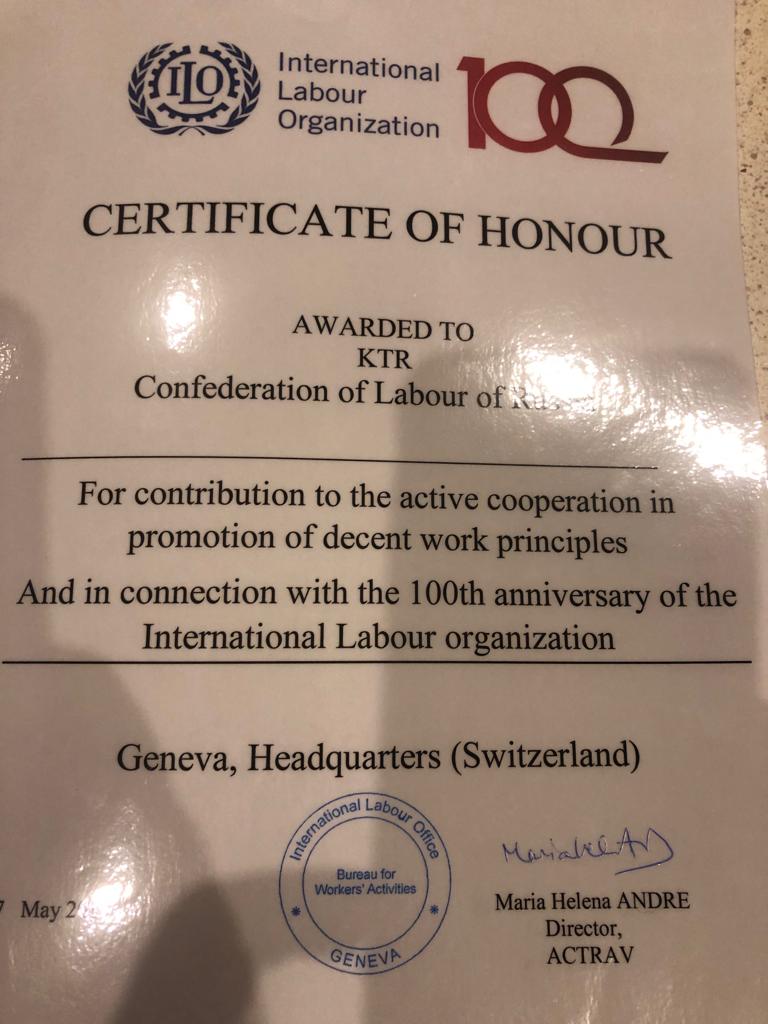 ILO
International
Labour
Organization
100
CERTIFICATE OF HONOUR
AWARDED TO
KTR
Confederation of Labour of
For contribution to the active cooperation in
promotion of decent work principles
And in connection with the 100th anniversary of the
International Labour organization
Geneva, Headquarters (Switzerland)
International Labour Office
Bureau for
Workers' Activities
GENEVA
7 May
Maria Helena ANDRE
Director,
ACTRAV